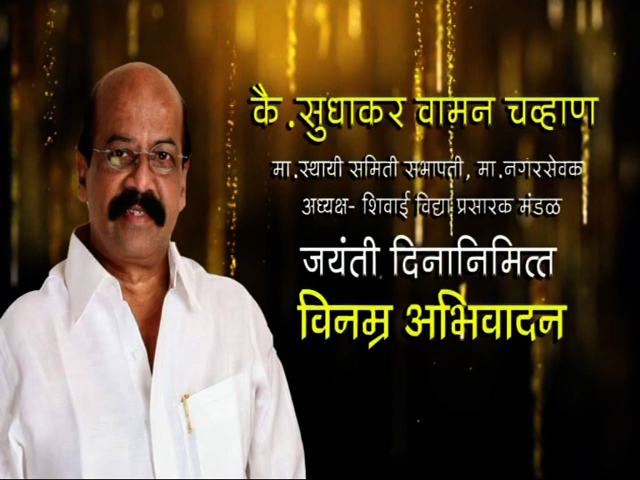 कै.सुधाकर वामन चव्हाण
मा.स्थायी समिती सभापती, मा.नगरसेवक
अध्यक्ष- शिवाई विद्या प्रसारक मंडळ
जयंती दिनानिमित्त
विनम्र अभिवादन